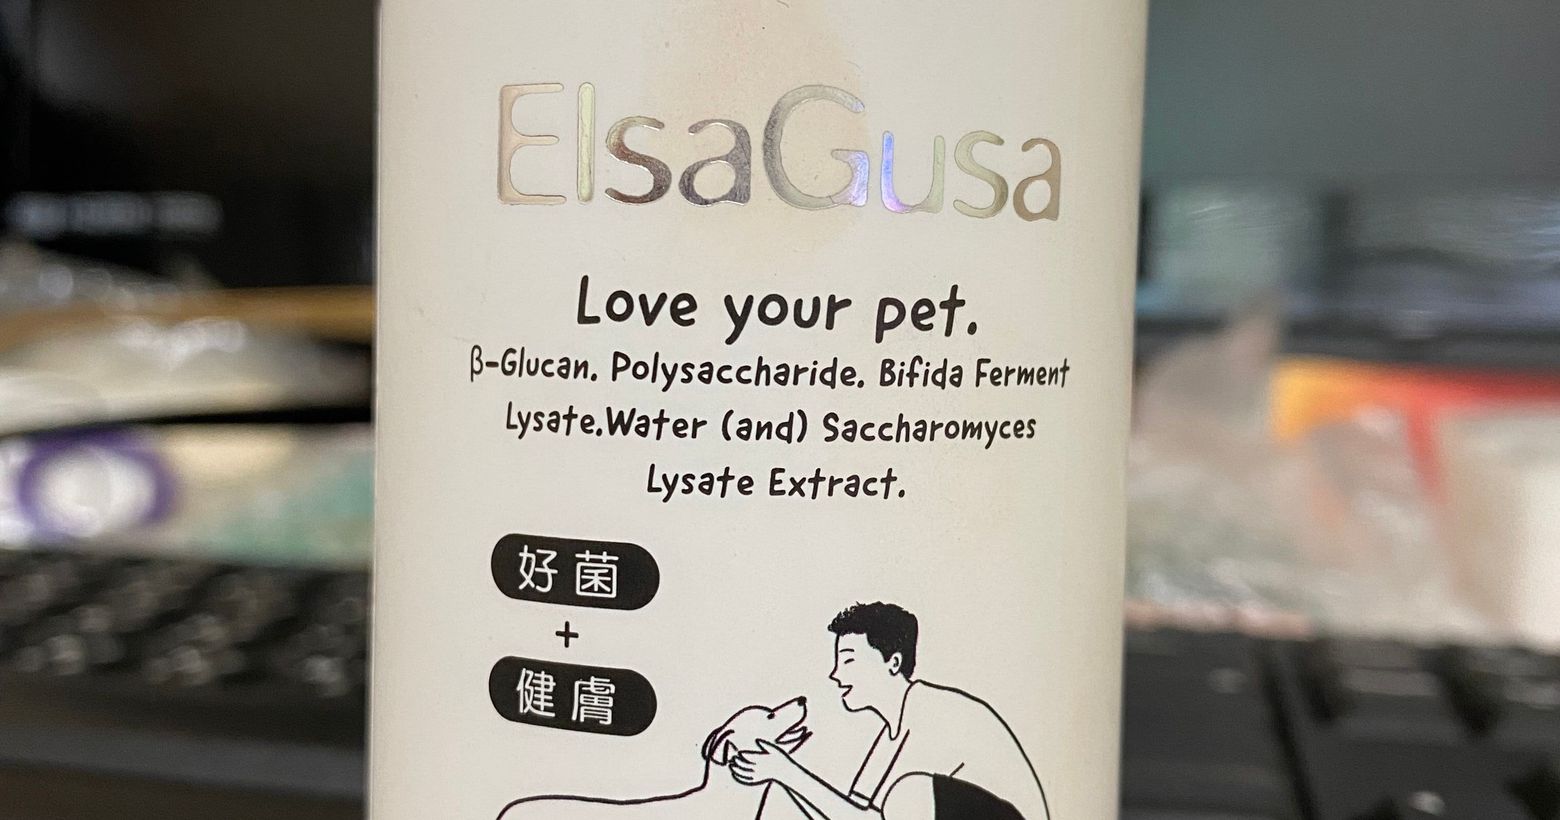 ElsaGusa
Love your pet.
β-Glucan. Polysaccharide. Bifida Ferment
Lysate.Water (and) Saccharomyces
Lysate Extract.
好菌
+
健膚